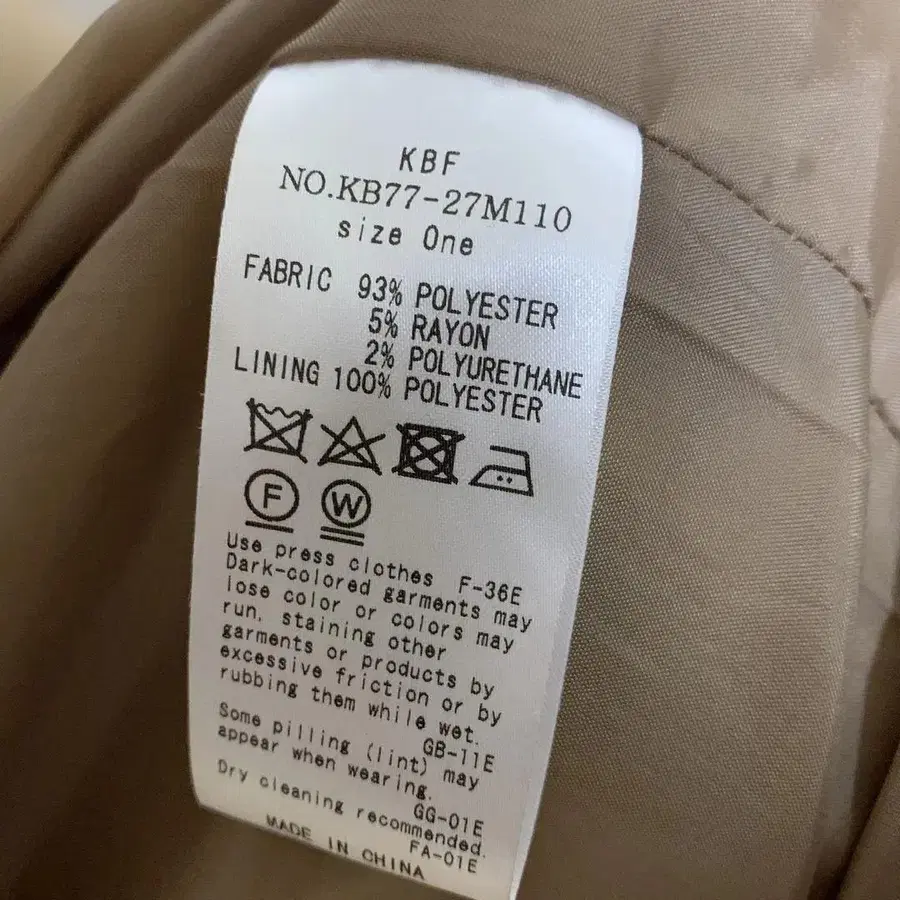 KBF
NO.KB77-27M110
size One
FABRIC 93% POLYESTER
5% RAYON
2% POLYURETHANE
LINING 100% POLYESTER
F W
Use press clothes F-36E
Dark-colored garments may
lose color or colors may
run, staining other
garments or products by
excessive friction or by
rubbing them while wet.
GB-11E
Some pilling (lint) may
appear when wearing.
GG-01E
Dry cleaning recommended.
FA-01E
MADE IN CHINA